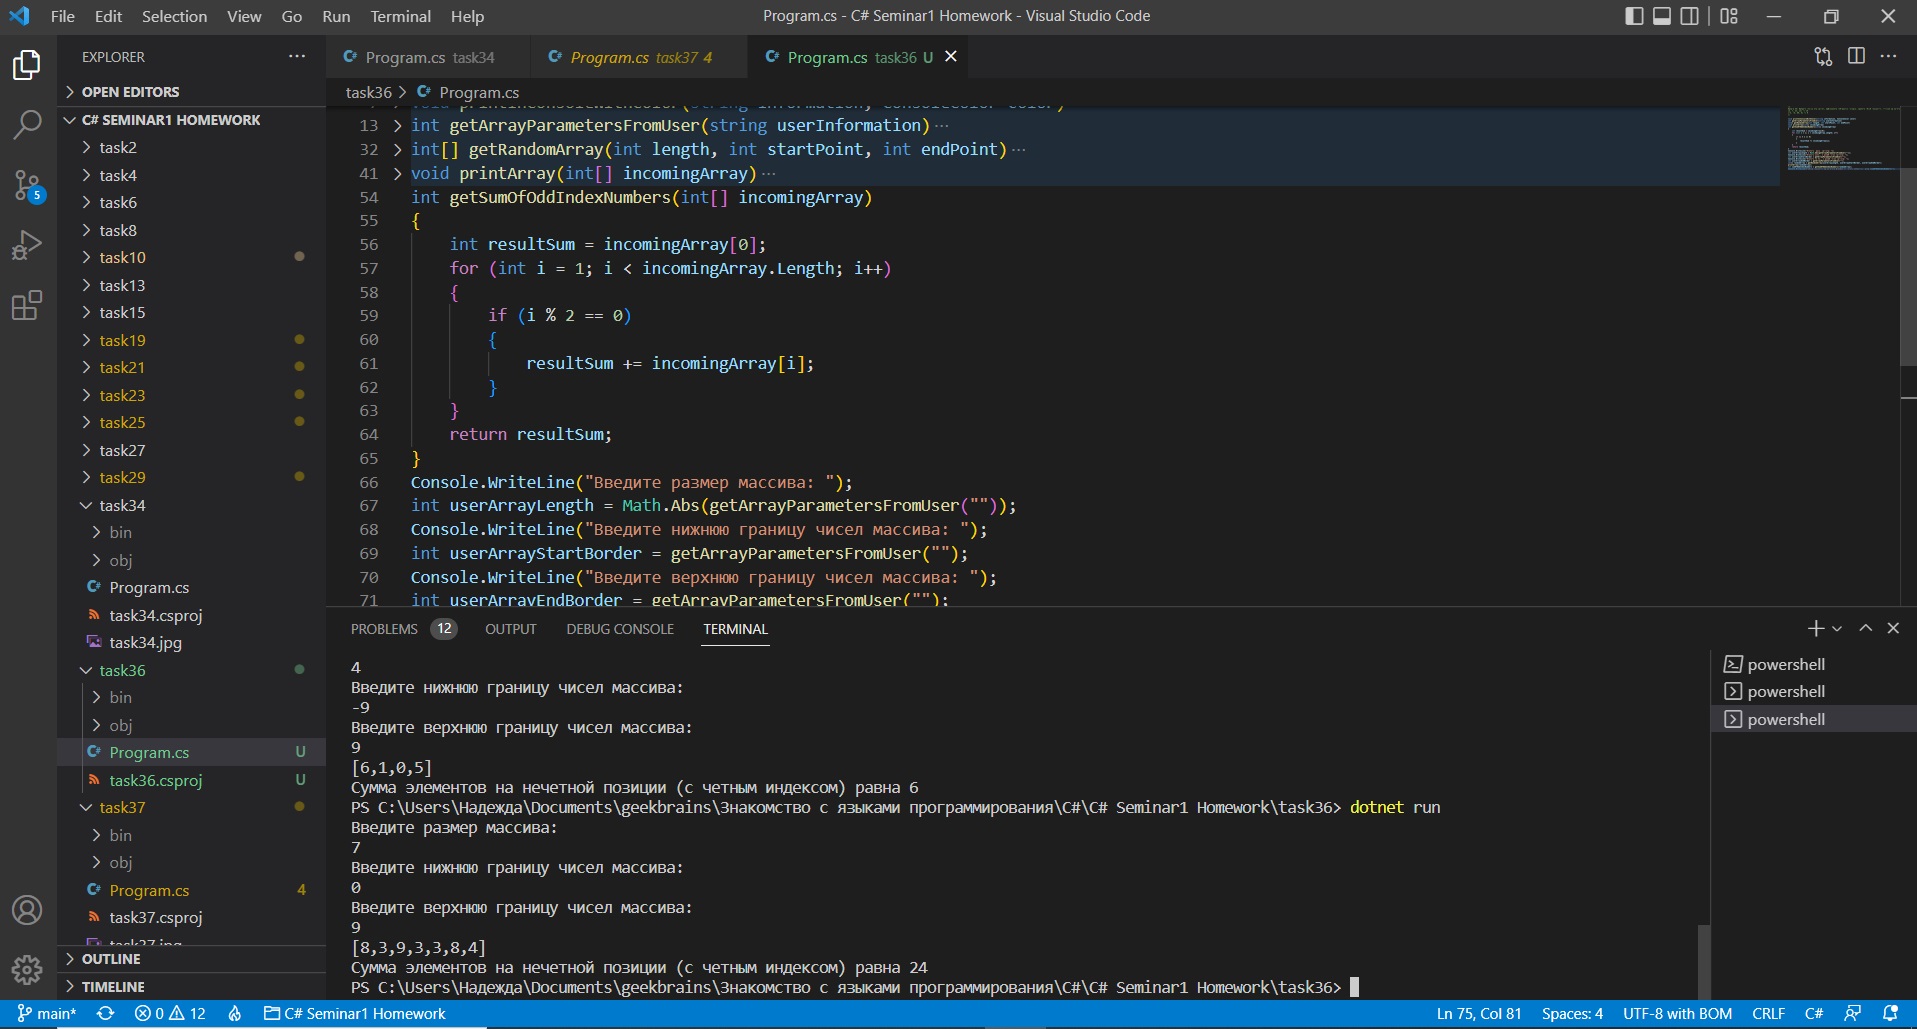 File Edit Selection View Go Run Terminal Help
Program.cs - C# Seminar1 Homework - Visual Studio Code
EXPLORER
OPEN EDITORS
C# SEMINAR1 HOMEWORK
task2
task4
task6
task8
task10
task13
task15
task19
task21
task23
task25
task27
task29
task34
bin
obj
Program.cs
task34.csproj
task34.jpg
task36
bin
obj
Program.cs U
task36.csproj U
task37
bin
obj
Program.cs 4
task37.csproj
task37.jpg
OUTLINE
TIMELINE
5
Program.cs task34
Program.cs task37 4
Program.cs task36 U
task36 > Program.cs
13 int getArrayParametersFromUser(string userInformation)···
32 int[] getRandomArray(int length, int startPoint, int endPoint)···
41 void printArray(int[] incomingArray)···
54 int getSumOfOddIndexNumbers(int[] incomingArray)
55 {
56 int resultSum = incomingArray[0];
57 for (int i = 1; i < incomingArray.Length; i++)
58 {
59 if (i % 2 == 0)
60 {
61 resultSum += incomingArray[i];
62 }
63 }
64 return resultSum;
65 }
66 Console.WriteLine("Введите размер массива: ");
67 int userArrayLength = Math.Abs(getArrayParametersFromUser(""));
68 Console.WriteLine("Введите нижнюю границу чисел массива: ");
69 int userArrayStartBorder = getArrayParametersFromUser("");
70 Console.WriteLine("Введите верхнюю границу чисел массива: ");
71 int userArrayEndBorder = getArrayParametersFromUser("");
PROBLEMS 12 OUTPUT DEBUG CONSOLE TERMINAL
4
Введите нижнюю границу чисел массива:
-9
Введите верхнюю границу чисел массива:
9
[6,1,0,5]
Сумма элементов на нечетной позиции (с четным индексом) равна 6
PS C:\Users\Надежда\Documents\geekbrains\Знакомство с языками программирования\C#\C# Seminar1 Homework\task36> dotnet run
Введите размер массива:
7
Введите нижнюю границу чисел массива:
0
Введите верхнюю границу чисел массива:
9
[8,3,9,3,3,8,4]
Сумма элементов на нечетной позиции (с четным индексом) равна 24
PS C:\Users\Надежда\Documents\geekbrains\Знакомство с языками программирования\C#\C# Seminar1 Homework\task36>
powershell
powershell
powershell
main* 0 12 C# Seminar1 Homework
Ln 75, Col 81 Spaces: 4 UTF-8 with BOM CRLF C#